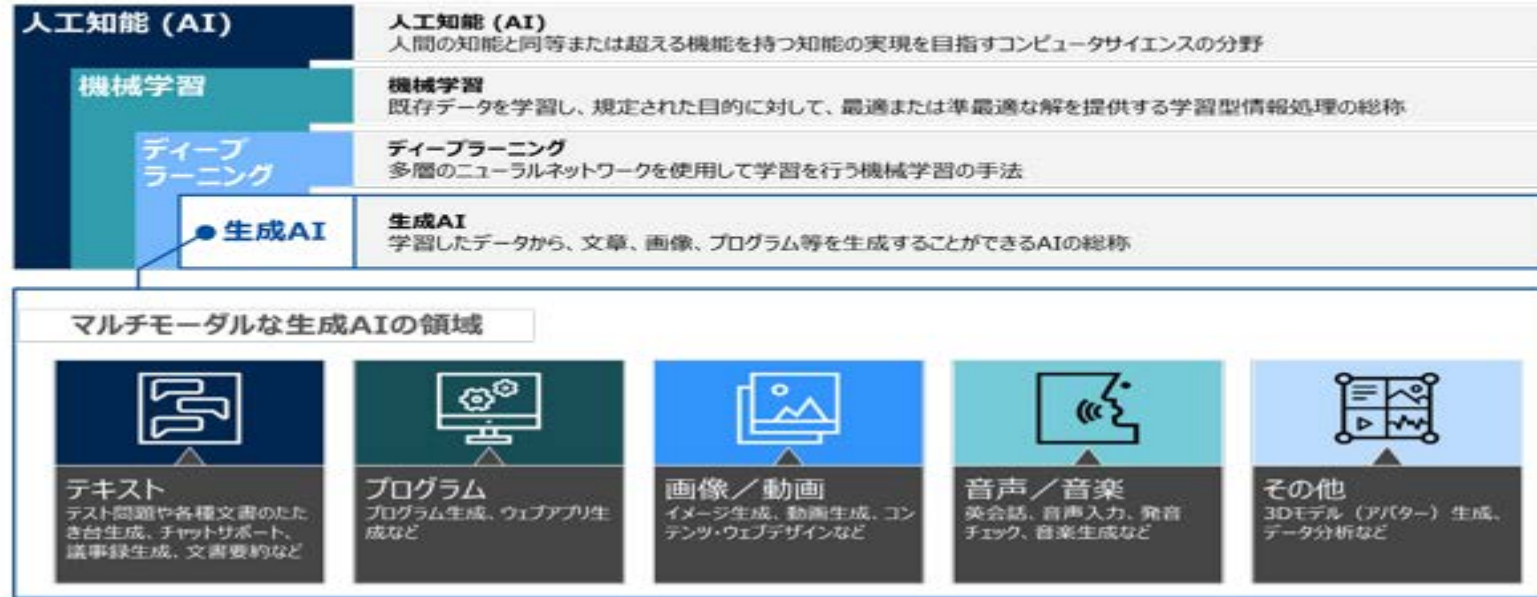 人工知能 (AI)
人工知能 (AI)
人間の知能と同等または超える機能を持つ知能の実現を目指すコンピュータサイエンスの分野
機械学習
機械学習
既存データを学習し、規定された目的に対して、最適または準最適な解を提供する学習型情報処理の総称
ディープ
ラーニング
ディープラーニング
多層のニューラルネットワークを使用して学習を行う機械学習の手法
生成AI
生成AI
学習したデータから、文章、画像、プログラム等を生成することができるAIの総称
マルチモーダルな生成AIの領域
テキスト
テスト問題や各種文書のたた
き台生成、チャットサポート、
議事録生成、文書要約など
プログラム
プログラム生成、ウェブアプリ生
成など
画像／動画
イメージ生成、動画生成、コン
テンツ・ウェブデザインなど
音声／音楽
英会話、音声入力、発音
チェック、音楽生成など
その他
3Dモデル（アバター）生成、
データ分析など